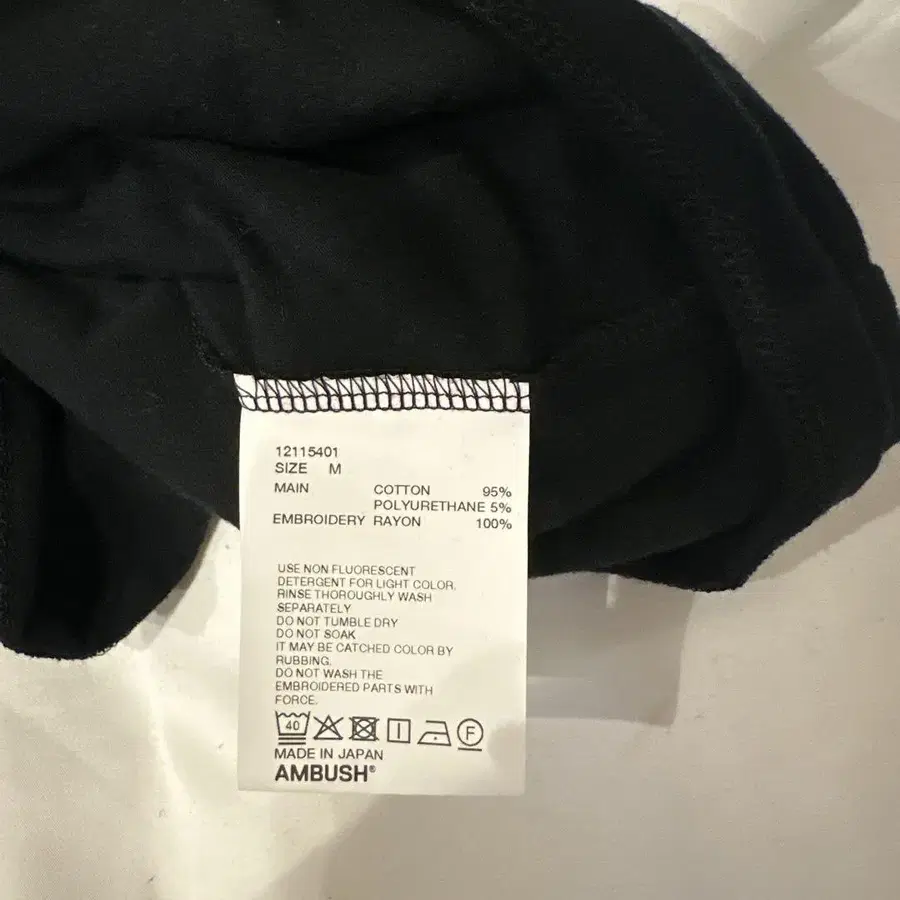 12115401
SIZE M
MAIN COTTON 95%
POLYURETHANE 5%
EMBROIDERY RAYON 100%
USE NON FLUORESCENT
DETERGENT FOR LIGHT COLOR.
RINSE THOROUGHLY WASH
SEPARATELY
DO NOT TUMBLE DRY
DO NOT SOAK
IT MAY BE CATCHED COLOR BY
RUBBING.
DO NOT WASH THE
EMBROIDERED PARTS WITH
FORCE.
40 F
MADE IN JAPAN
AMBUSH®